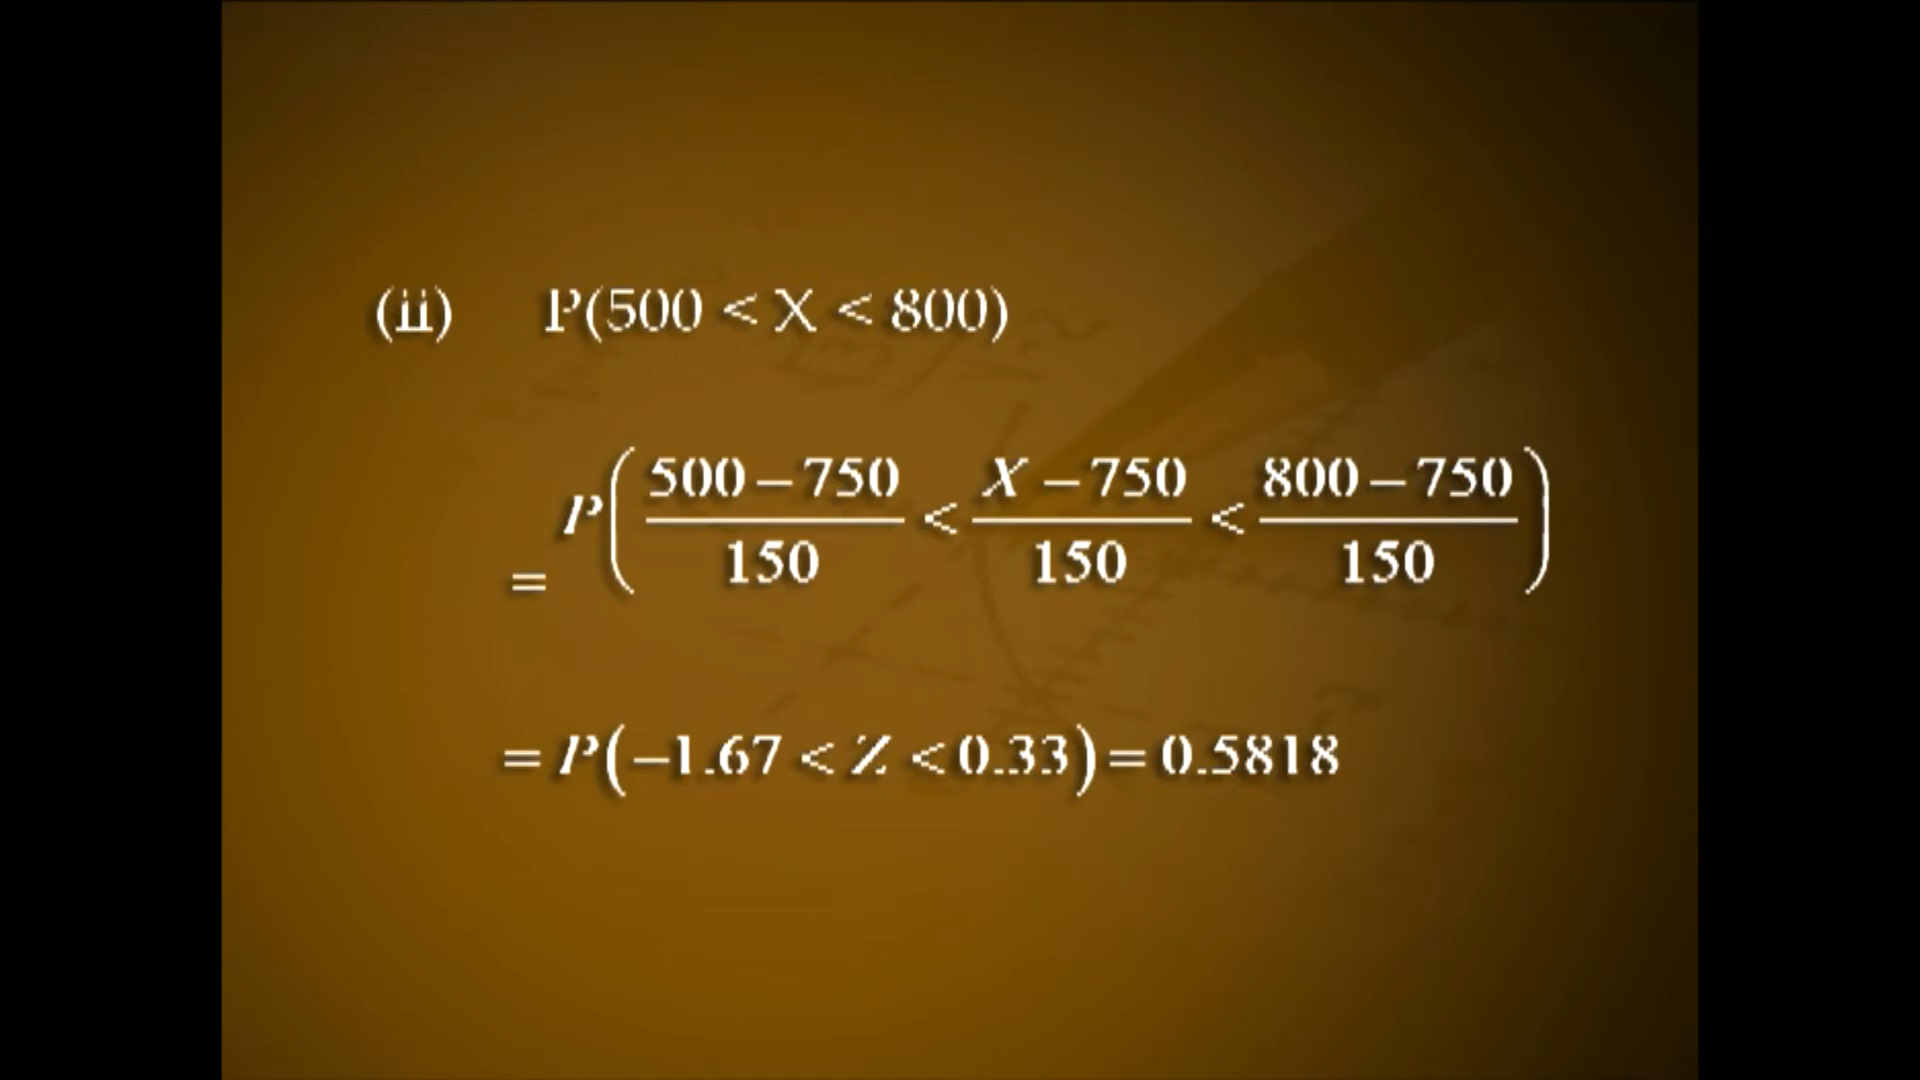 (ii) P(500 < X < 800)
= P( (500 – 750)/150 < (X – 750)/150 < (800 – 750)/150 )
= P(–1.67 < Z < 0.33) = 0.5818